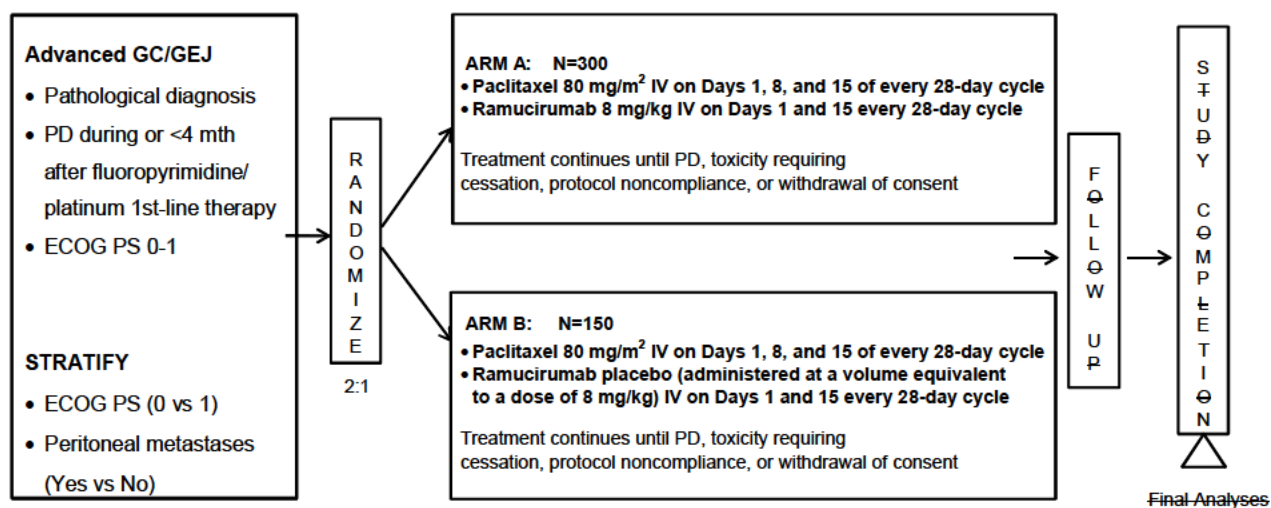 Advanced GC/GEJ
• Pathological diagnosis
• PD during or <4 mth
after fluoropyrimidine/
platinum 1st-line therapy
• ECOG PS 0-1
STRATIFY
• ECOG PS (0 vs 1)
• Peritoneal metastases
(Yes vs No)
RANDOMIZE
2:1
ARM A: N=300
• Paclitaxel 80 mg/m² IV on Days 1, 8, and 15 of every 28-day cycle
• Ramucirumab 8 mg/kg IV on Days 1 and 15 every 28-day cycle
Treatment continues until PD, toxicity requiring
cessation, protocol noncompliance, or withdrawal of consent
ARM B: N=150
• Paclitaxel 80 mg/m² IV on Days 1, 8, and 15 of every 28-day cycle
• Ramucirumab placebo (administered at a volume equivalent
to a dose of 8 mg/kg) IV on Days 1 and 15 every 28-day cycle
Treatment continues until PD, toxicity requiring
cessation, protocol noncompliance, or withdrawal of consent
FOLLOW UP
STUDY COMPLETION
Final Analyses